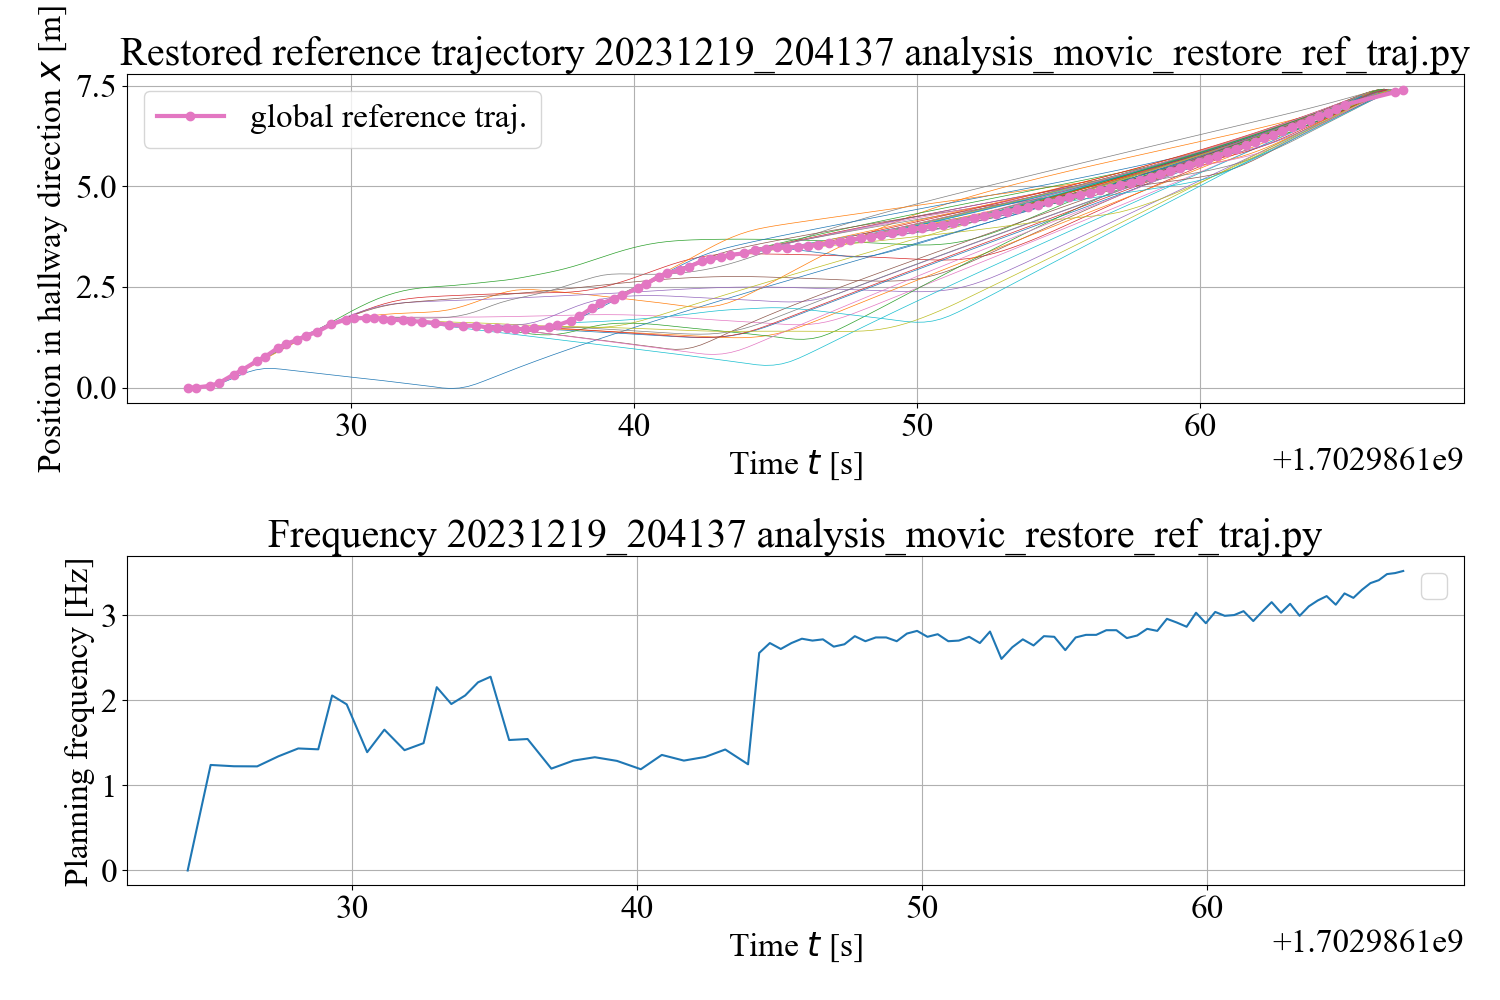 Restored reference trajectory 20231219_204137 analysis_movic_restore_ref_traj.py
Position in hallway direction x [m]
7.5
5.0
2.5
0.0
global reference traj.
30 40 50 60
Time t [s]
+1.7029861e9
Frequency 20231219_204137 analysis_movic_restore_ref_traj.py
Planning frequency [Hz]
3
2
1
0
30 40 50 60
Time t [s]
+1.7029861e9